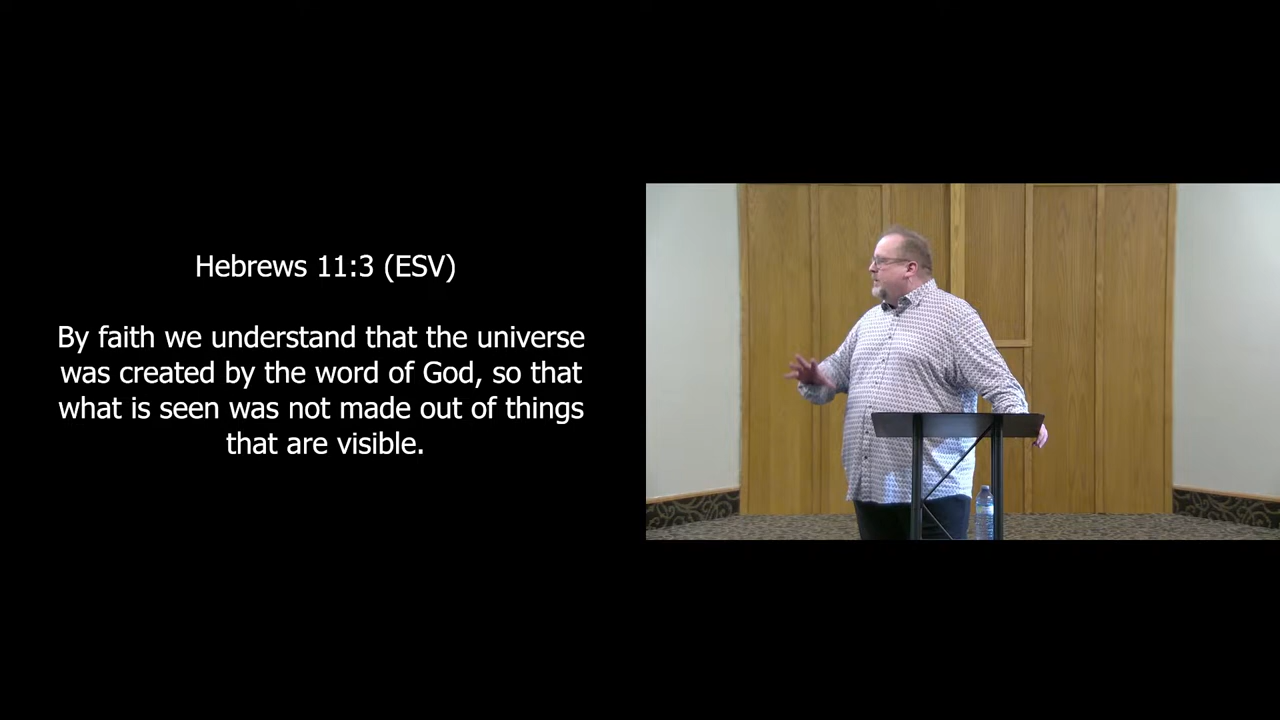 Hebrews 11:3 (ESV)
By faith we understand that the universe
was created by the word of God, so that
what is seen was not made out of things
that are visible.